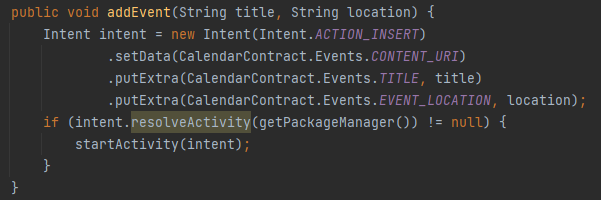 public void addEvent(String title, String location) {
    Intent intent = new Intent(Intent.ACTION_INSERT)
            .setData(CalendarContract.Events.CONTENT_URI)
            .putExtra(CalendarContract.Events.TITLE, title)
            .putExtra(CalendarContract.Events.EVENT_LOCATION, location);
    if (intent.resolveActivity(getPackageManager()) != null) {
        startActivity(intent);
    }
}